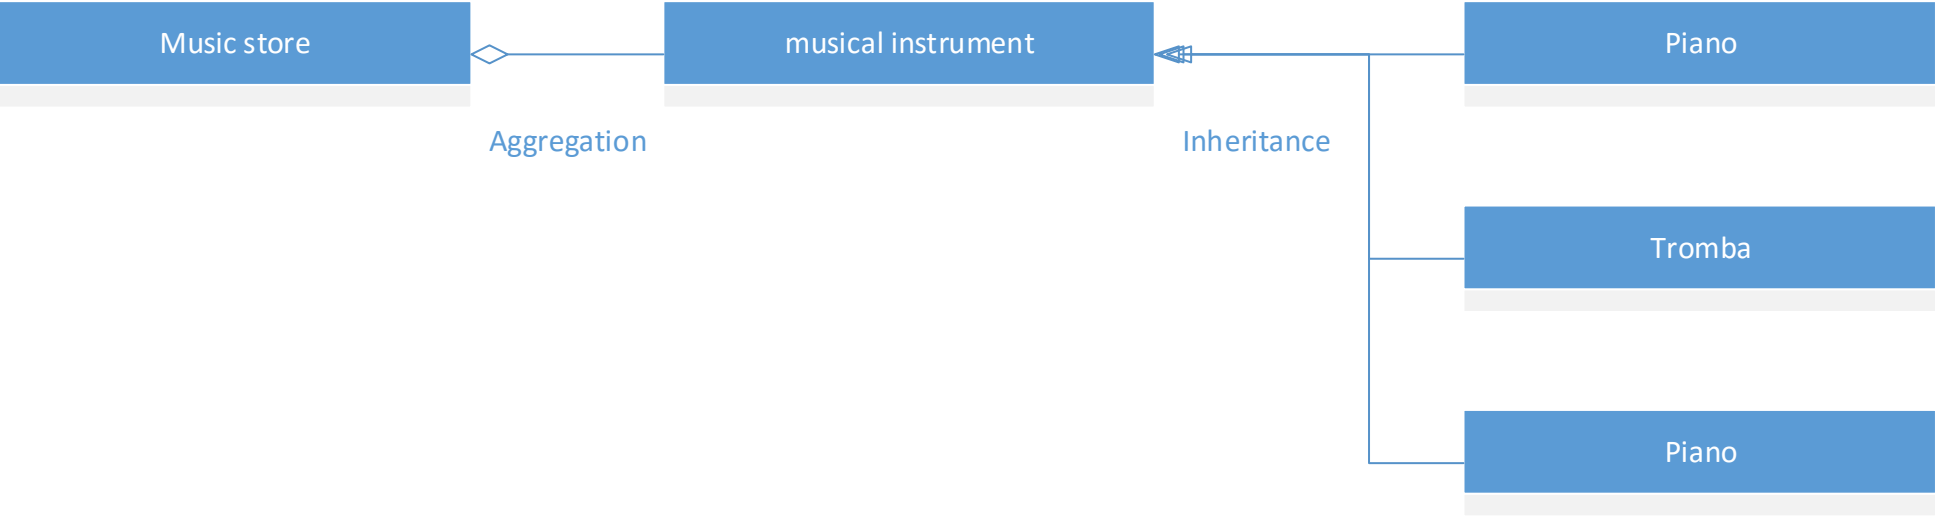 Music store
musical instrument
Piano
Aggregation
Inheritance
Tromba
Piano